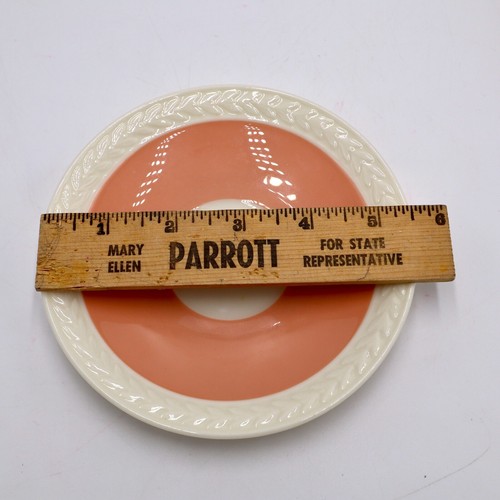 1 2 3 4 5 6
MARY ELLEN PARROTT FOR STATE REPRESENTATIVE